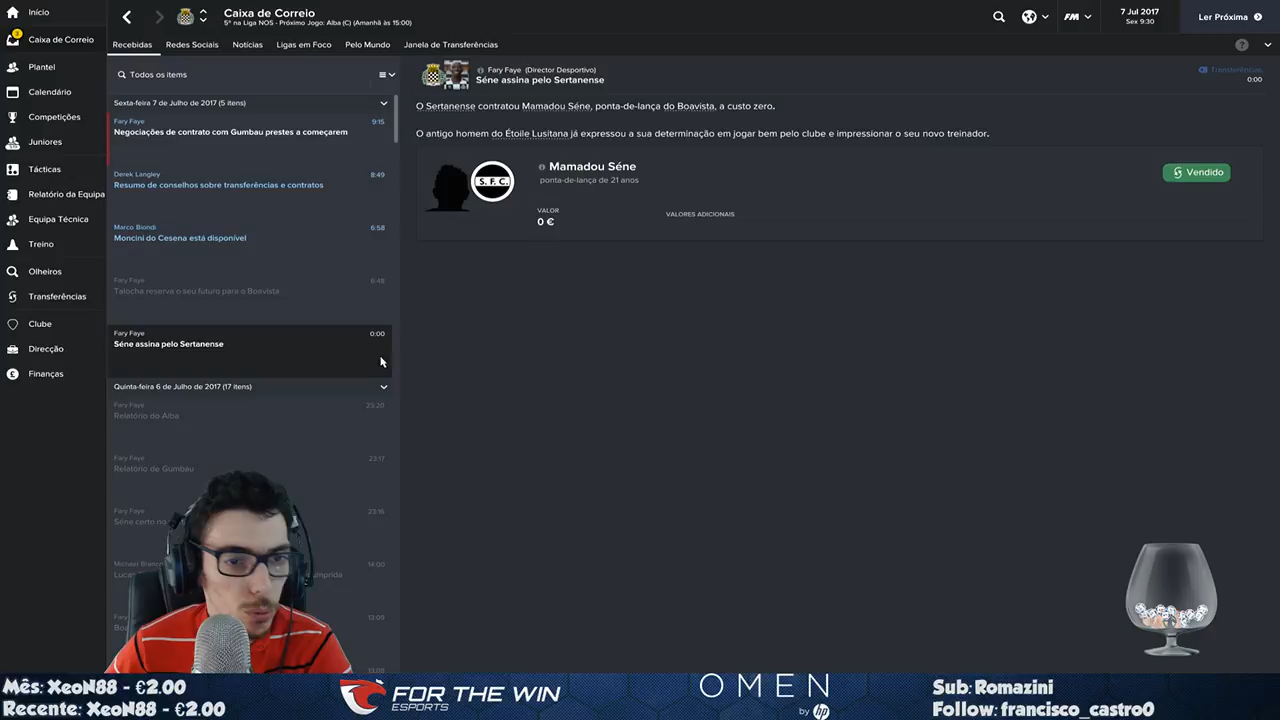 Início
Caixa de Correio
5º na Liga NOS - Próximo Jogo: Alba (C) (Amanhã às 15:00)
FM
7 Jul 2017
Sex 9:30
Ler Próxima
3
Caixa de Correio
Recebidas
Redes Sociais
Notícias
Ligas em Foco
Pelo Mundo
Janela de Transferências
Plantel
Calendário
Competições
Juniores
Tácticas
Relatório da Equipa
Equipa Técnica
Treino
Olheiros
Transferências
Clube
Direcção
Finanças
Todos os items
Sexta-feira 7 de Julho de 2017 (5 itens)
Fary Faye
9:15
Negociações de contrato com Gumbau prestes a começarem
Derek Langley
8:49
Resumo de conselhos sobre transferências e contratos
Marco Biondi
6:58
Moncini do Cesena está disponível
Fary Faye
6:48
Talocha reserva o seu futuro para o Boavista
Fary Faye
0:00
Séne assina pelo Sertanense
Quinta-feira 6 de Julho de 2017 (17 itens)
Fary Faye
23:20
Relatório do Alba
Fary Faye
23:17
Relatório de Gumbau
Fary
23:16
Séne certo no
Michael
14:00
Fary
13:09
13:09
Fary Faye (Director Desportivo)
Séne assina pelo Sertanense
Transferências
0:00
O Sertanense contratou Mamadou Séne, ponta-de-lança do Boavista, a custo zero.
O antigo homem do Étoile Lusitana já expressou a sua determinação em jogar bem pelo clube e impressionar o seu novo treinador.
S.F.C.
Mamadou Séne
ponta-de-lança de 21 anos
Vendido
VALOR
0 €
VALORES ADICIONAIS
Mês: XeoN88 - €2.00
Recente: XeoN88 - €2.00
FOR THE WIN
ESPORTS
OMEN
by hp
Sub: Romazini
Follow: francisco_castro0